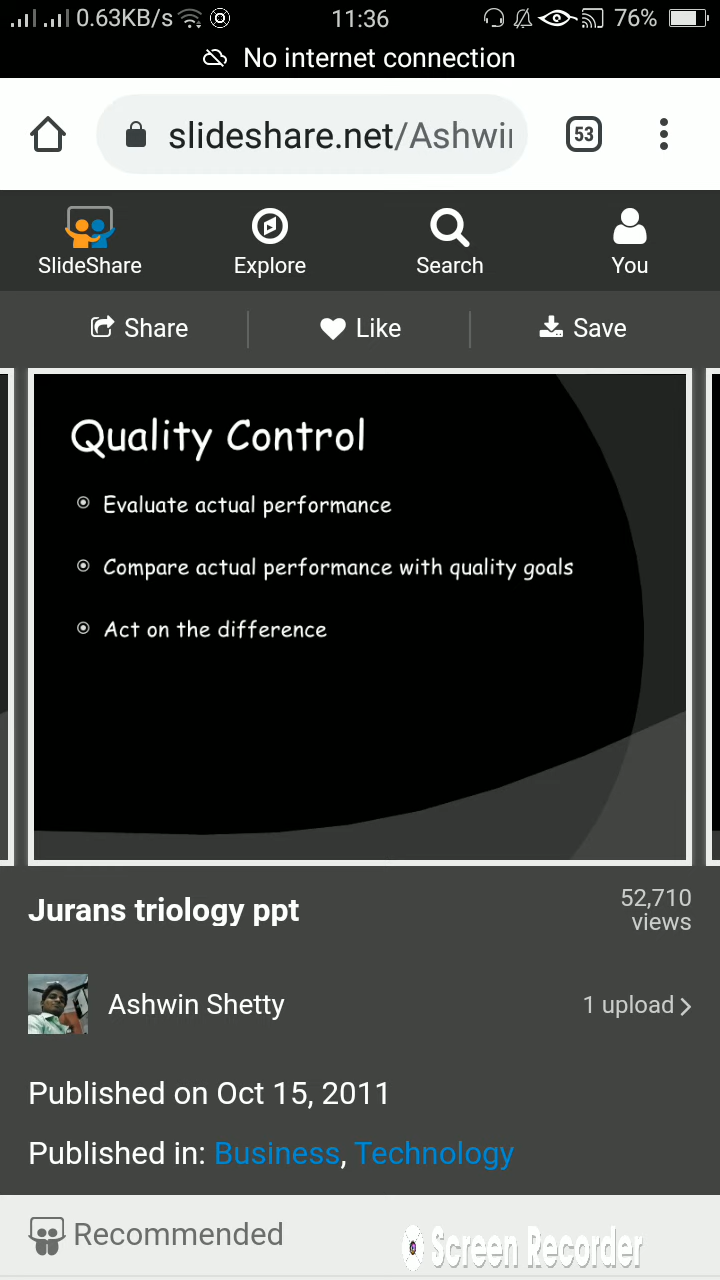 0.63KB/s 11:36 76%
No internet connection
slideshare.net/Ashwi
53
SlideShare Explore Search You
Share Like Save
Quality Control
Evaluate actual performance
Compare actual performance with quality goals
Act on the difference
Jurans triology ppt
52,710
views
Ashwin Shetty 1 upload
Published on Oct 15, 2011
Published in: Business, Technology
Recommended
Screen Recorder